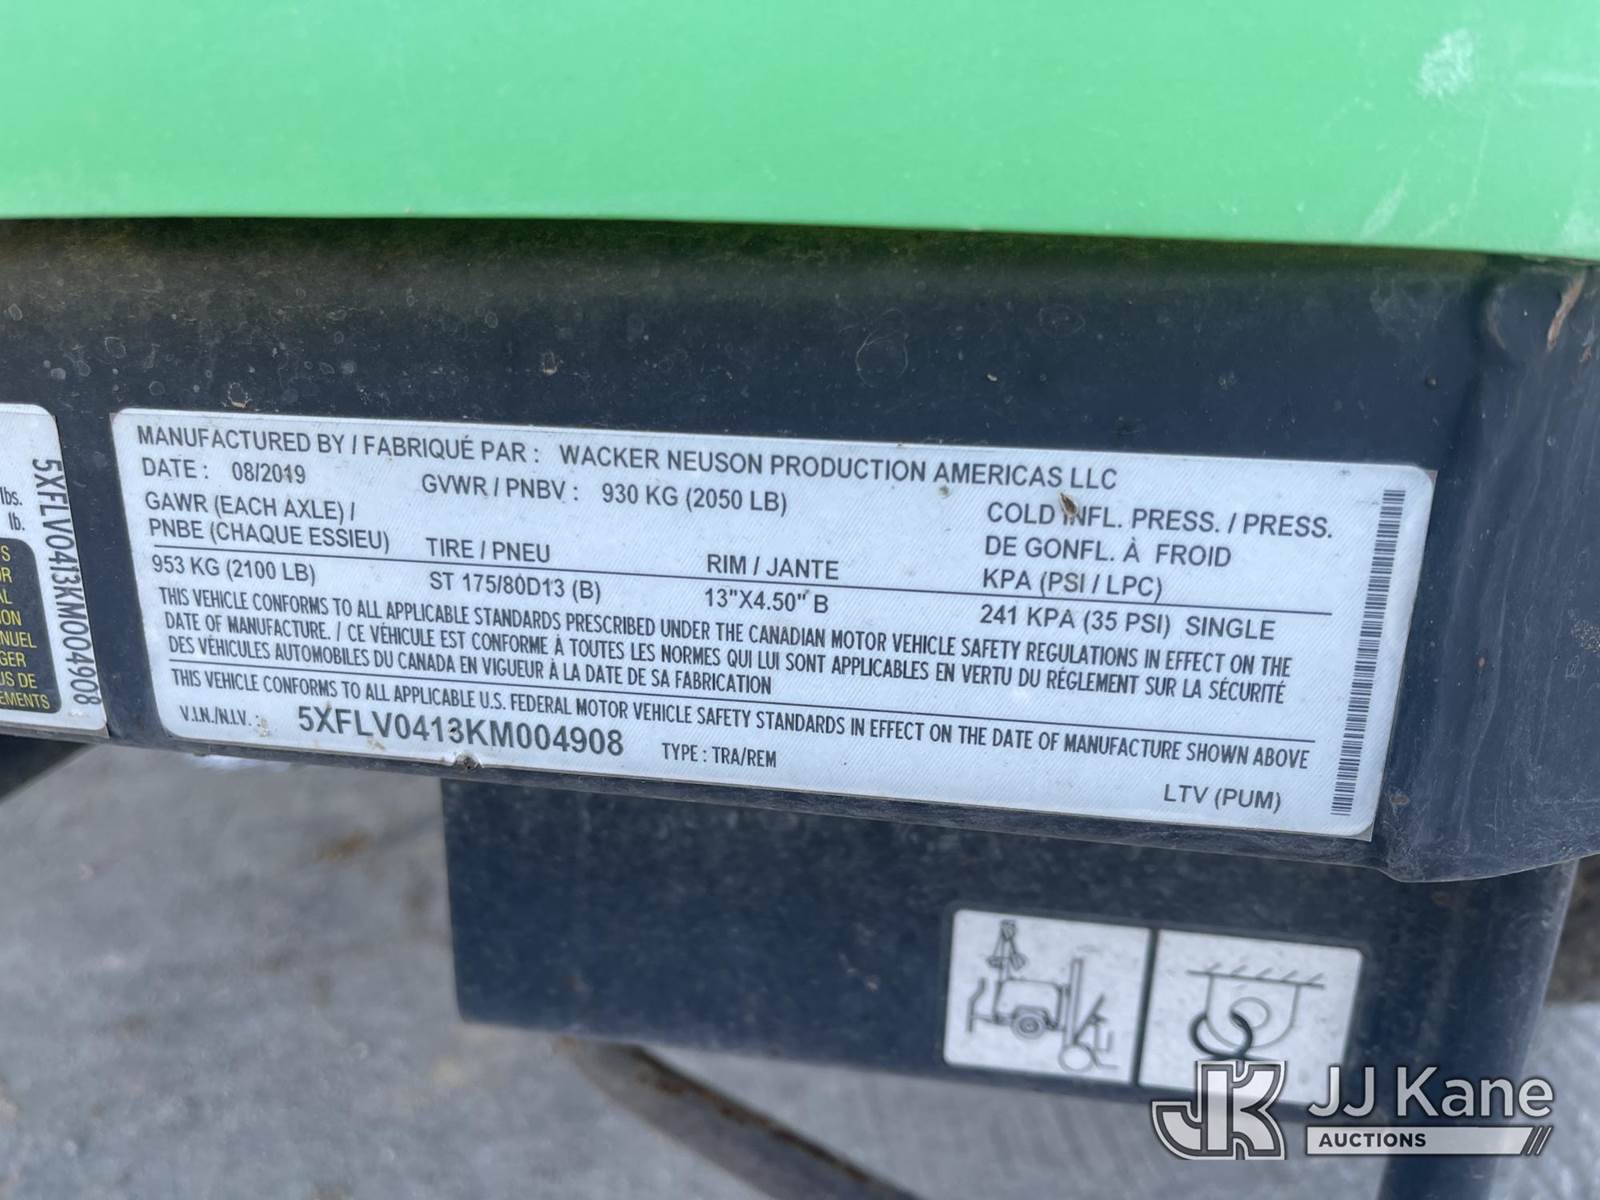 MANUFACTURED BY / FABRIQUÉ PAR : WACKER NEUSON PRODUCTION AMERICAS LLC
DATE : 08/2019 GVWR / PNBV : 930 KG (2050 LB)
GAWR (EACH AXLE) /
PNBE (CHAQUE ESSIEU) TIRE / PNEU RIM / JANTE
COLD INFL. PRESS. / PRESS.
DE GONFL. À FROID
KPA (PSI / LPC)
953 KG (2100 LB) ST 175/80D13 (B) 13"X4.50" B 241 KPA (35 PSI) SINGLE
THIS VEHICLE CONFORMS TO ALL APPLICABLE STANDARDS PRESCRIBED UNDER THE CANADIAN MOTOR VEHICLE SAFETY REGULATIONS IN EFFECT ON THE
DATE OF MANUFACTURE. / CE VÉHICULE EST CONFORME À TOUTES LES NORMES QUI LUI SONT APPLICABLES EN VERTU DU RÉGLEMENT SUR LA SÉCURITÉ
DES VÉHICULES AUTOMOBILES DU CANADA EN VIGUEUR À LA DATE DE SA FABRICATION
THIS VEHICLE CONFORMS TO ALL APPLICABLE U.S. FEDERAL MOTOR VEHICLE SAFETY STANDARDS IN EFFECT ON THE DATE OF MANUFACTURE SHOWN ABOVE
V.I.N./N.I.V. : 5XFLV0413KM004908 TYPE : TRA/REM
LTV (PUM)
5XFLV0413KM004908
lbs.
lb.
JJ Kane
AUCTIONS